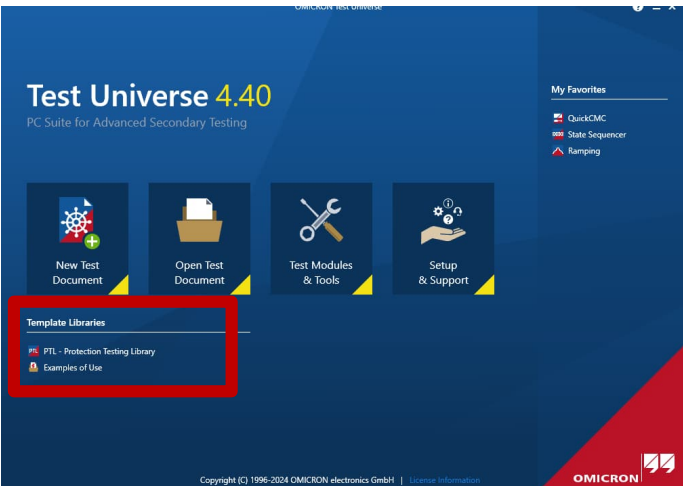 OMICRON Test Universe
Test Universe 4.40
PC Suite for Advanced Secondary Testing
My Favorites
QuickCMC
State Sequencer
Ramping
New Test
Document
Open Test
Document
Test Modules
& Tools
Setup
& Support
Template Libraries
PTL
PTL - Protection Testing Library
Examples of Use
Copyright (C) 1996-2024 OMICRON electronics GmbH | License Information
OMICRON